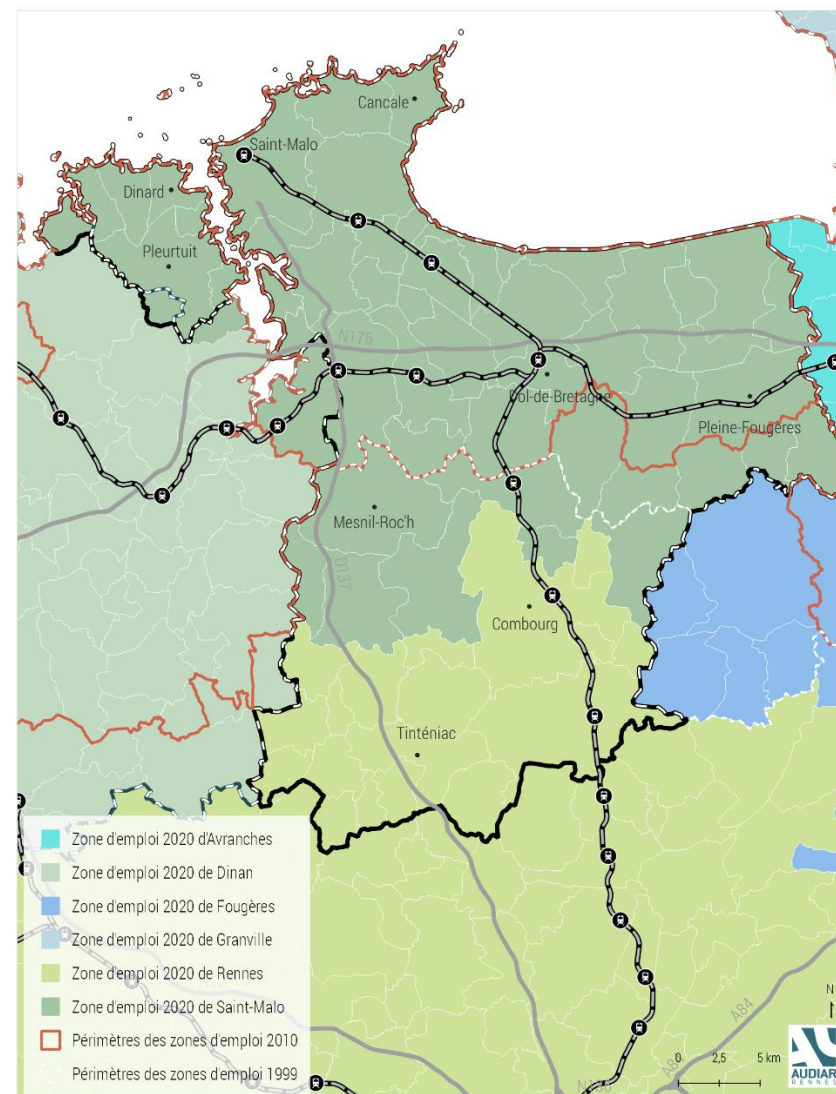 Cancale
Saint-Malo
Dinard
Pleurtuit
N176
Dol-de-Bretagne
Pleine-Fougères
Mesnil-Roc'h
D137
Combourg
Tinténiac
Zone d'emploi 2020 d'Avranches
Zone d'emploi 2020 de Dinan
Zone d'emploi 2020 de Fougères
Zone d'emploi 2020 de Granville
Zone d'emploi 2020 de Rennes
Zone d'emploi 2020 de Saint-Malo
Périmètres des zones d'emploi 2010
Périmètres des zones d'emploi 1999
A84
N
0 2,5 5 km
AUDIAR
RENNES